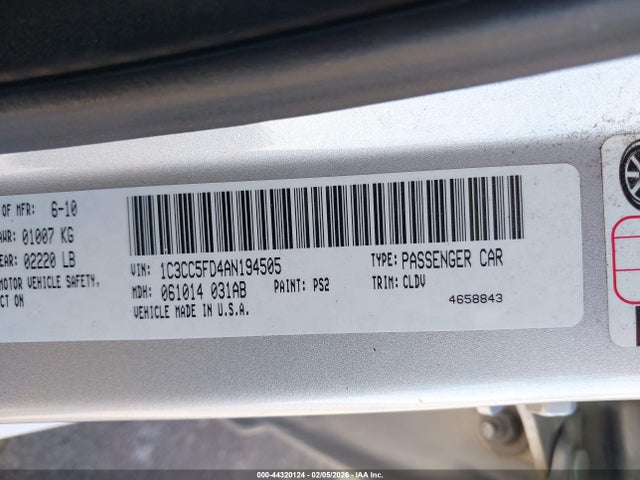 OF MFR: 6-10
AWR: 01007 KG
EAR: 02220 LB
MOTOR VEHICLE SAFETY,
CT ON
VIN: 1C3CC5FD4AN194505
TYPE: PASSENGER CAR
MDH: 061014 031AB
PAINT: PS2
TRIM: CLDV
VEHICLE MADE IN U.S.A.
4658843
000-44320124 | 02/05/2026 - IAA Inc.